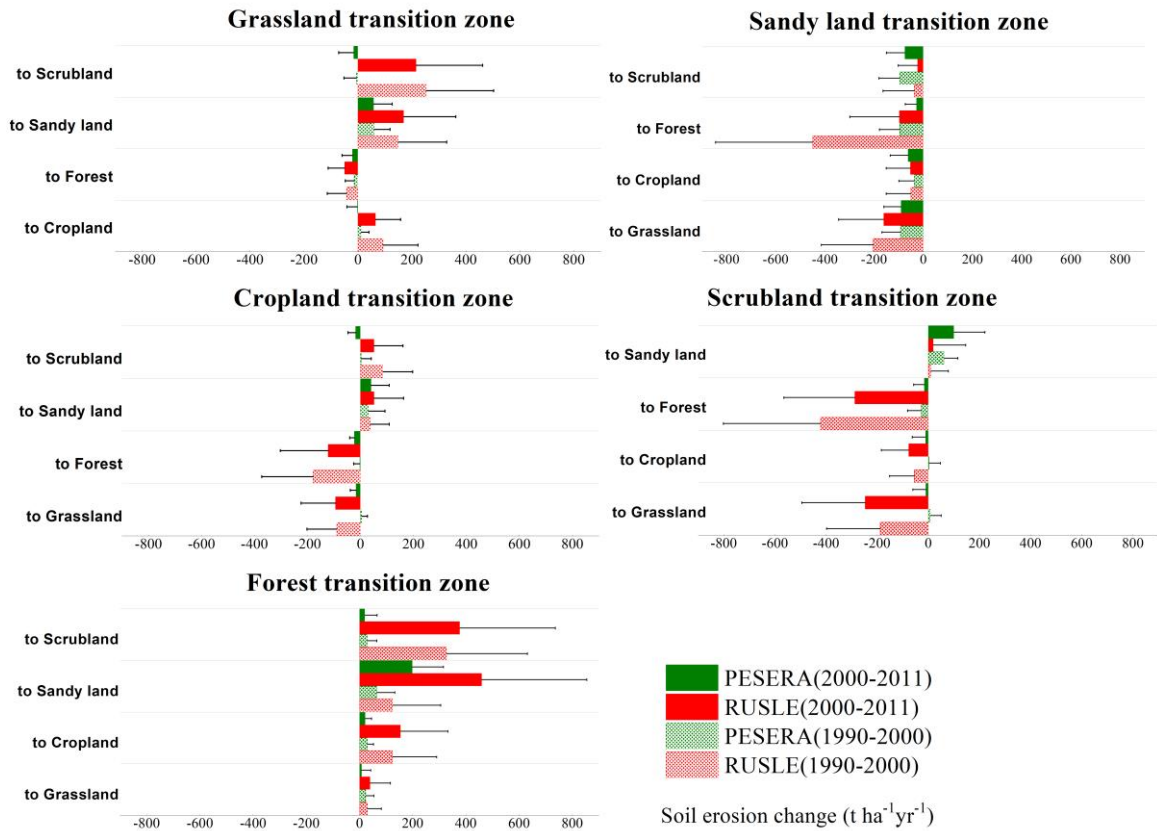 Grassland transition zone
to Scrubland
to Sandy land
to Forest
to Cropland
-800 -600 -400 -200 0 200 400 600 800
Sandy land transition zone
to Scrubland
to Forest
to Cropland
to Grassland
-800 -600 -400 -200 0 200 400 600 800
Cropland transition zone
to Scrubland
to Sandy land
to Forest
to Grassland
-800 -600 -400 -200 0 200 400 600 800
Scrubland transition zone
to Sandy land
to Forest
to Cropland
to Grassland
-800 -600 -400 -200 0 200 400 600 800
Forest transition zone
to Scrubland
to Sandy land
to Cropland
to Grassland
-800 -600 -400 -200 0 200 400 600 800
PESERA(2000-2011)
RUSLE(2000-2011)
PESERA(1990-2000)
RUSLE(1990-2000)
Soil erosion change (t ha⁻¹yr⁻¹)